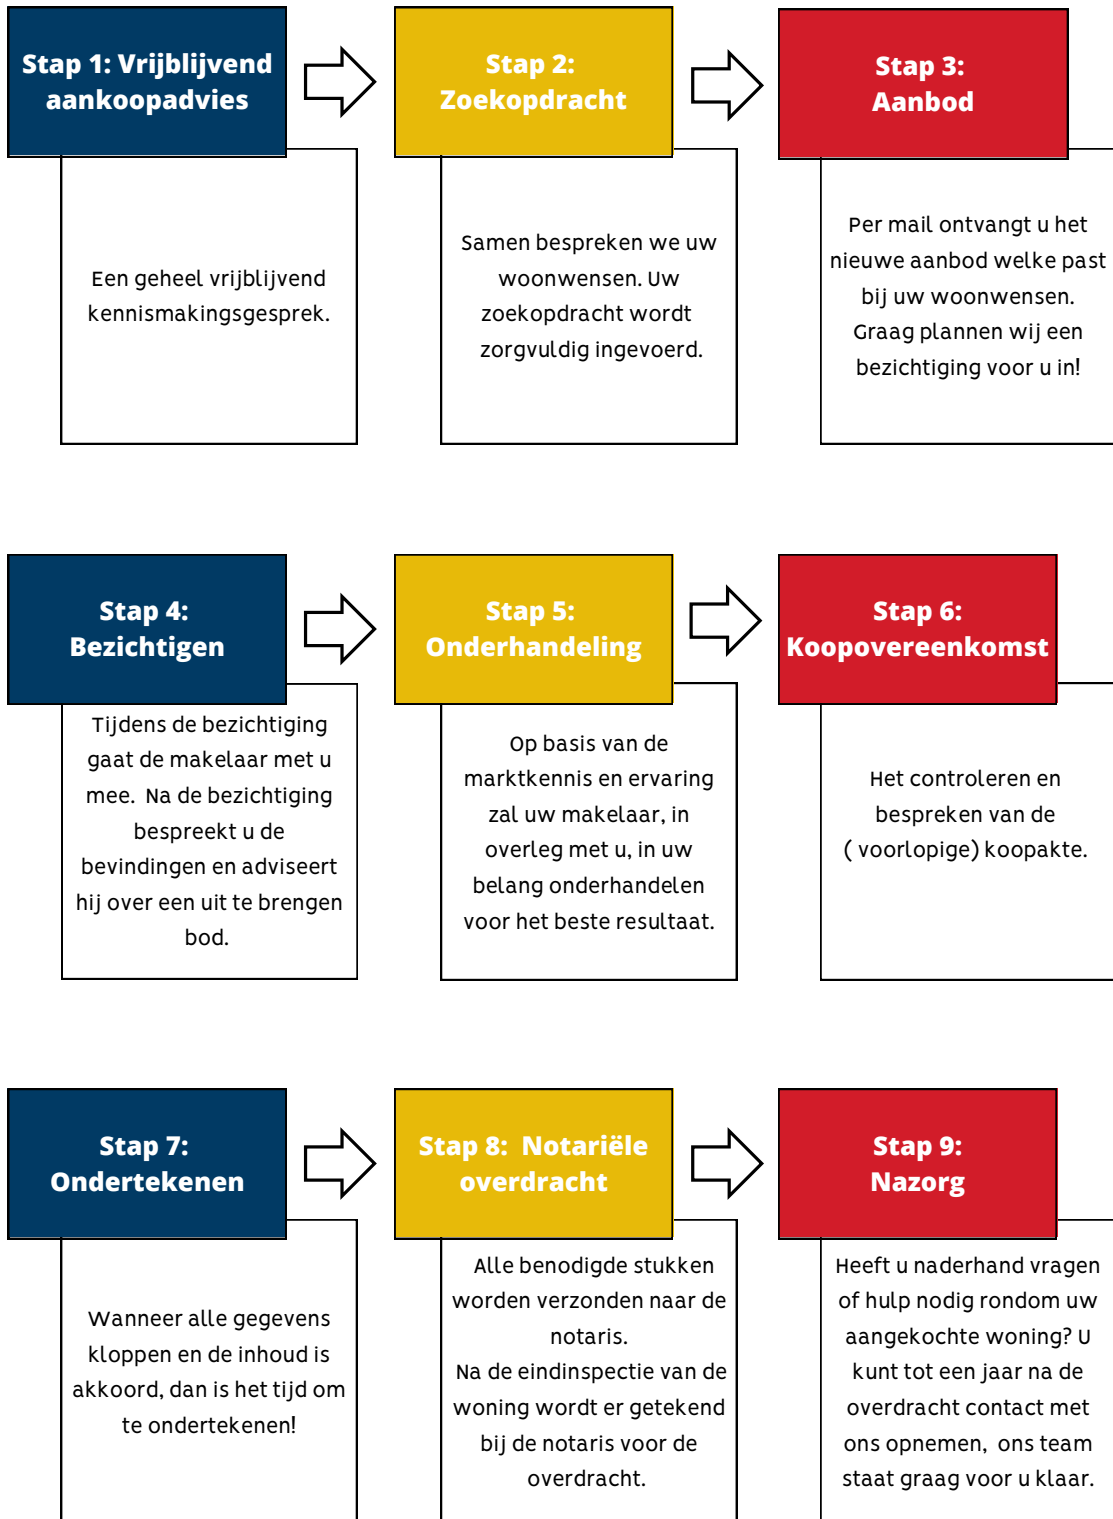 Stap 1: Vrijblijvend
aankoopadvies
Een geheel vrijblijvend
kennismakingsgesprek.
Stap 2:
Zoekopdracht
Samen bespreken we uw
woonwensen. Uw
zoekopdracht wordt
zorgvuldig ingevoerd.
Stap 3:
Aanbod
Per mail ontvangt u het
nieuwe aanbod welke past
bij uw woonwensen.
Graag plannen wij een
bezichtiging voor u in!
Stap 4:
Bezichtigen
Tijdens de bezichtiging
gaat de makelaar met u
mee.  Na de bezichtiging
bespreekt u de
bevindingen en adviseert
hij over een uit te brengen
bod.
Stap 5:
Onderhandeling
Op basis van de
marktkennis en ervaring
zal uw makelaar, in
overleg met u, in uw
belang onderhandelen
voor het beste resultaat.
Stap 6:
Koopovereenkomst
Het controleren en
bespreken van de
( voorlopige) koopakte.
Stap 7:
Ondertekenen
Wanneer alle gegevens
kloppen en de inhoud is
akkoord, dan is het tijd om
te ondertekenen!
Stap 8:  Notariële
overdracht
Alle benodigde stukken
worden verzonden naar de
notaris.
Na de eindinspectie van de
woning wordt er getekend
bij de notaris voor de
overdracht.
Stap 9:
Nazorg
Heeft u naderhand vragen
of hulp nodig rondom uw
aangekochte woning? U
kunt tot een jaar na de
overdracht contact met
ons opnemen,  ons team
staat graag voor u klaar.